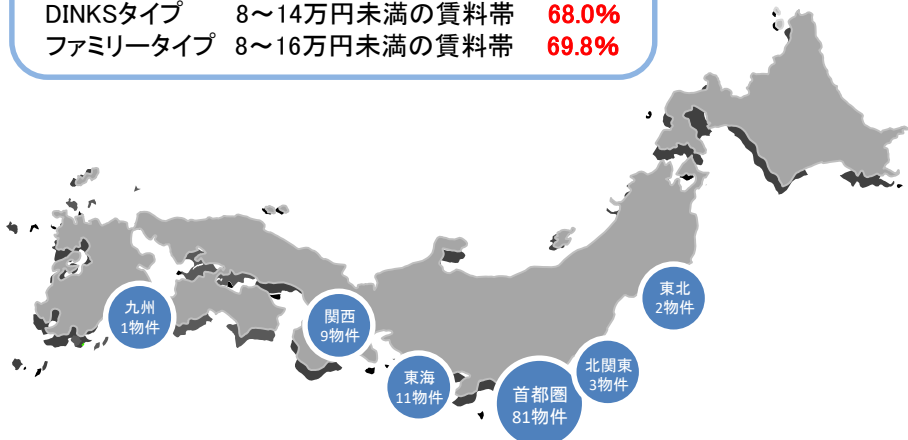 DINKSタイプ 8～14万円未満の賃料帯 68.0%
ファミリータイプ 8～16万円未満の賃料帯 69.8%
東北
2物件
九州
1物件
関西
9物件
北関東
3物件
東海
11物件
首都圏
81物件